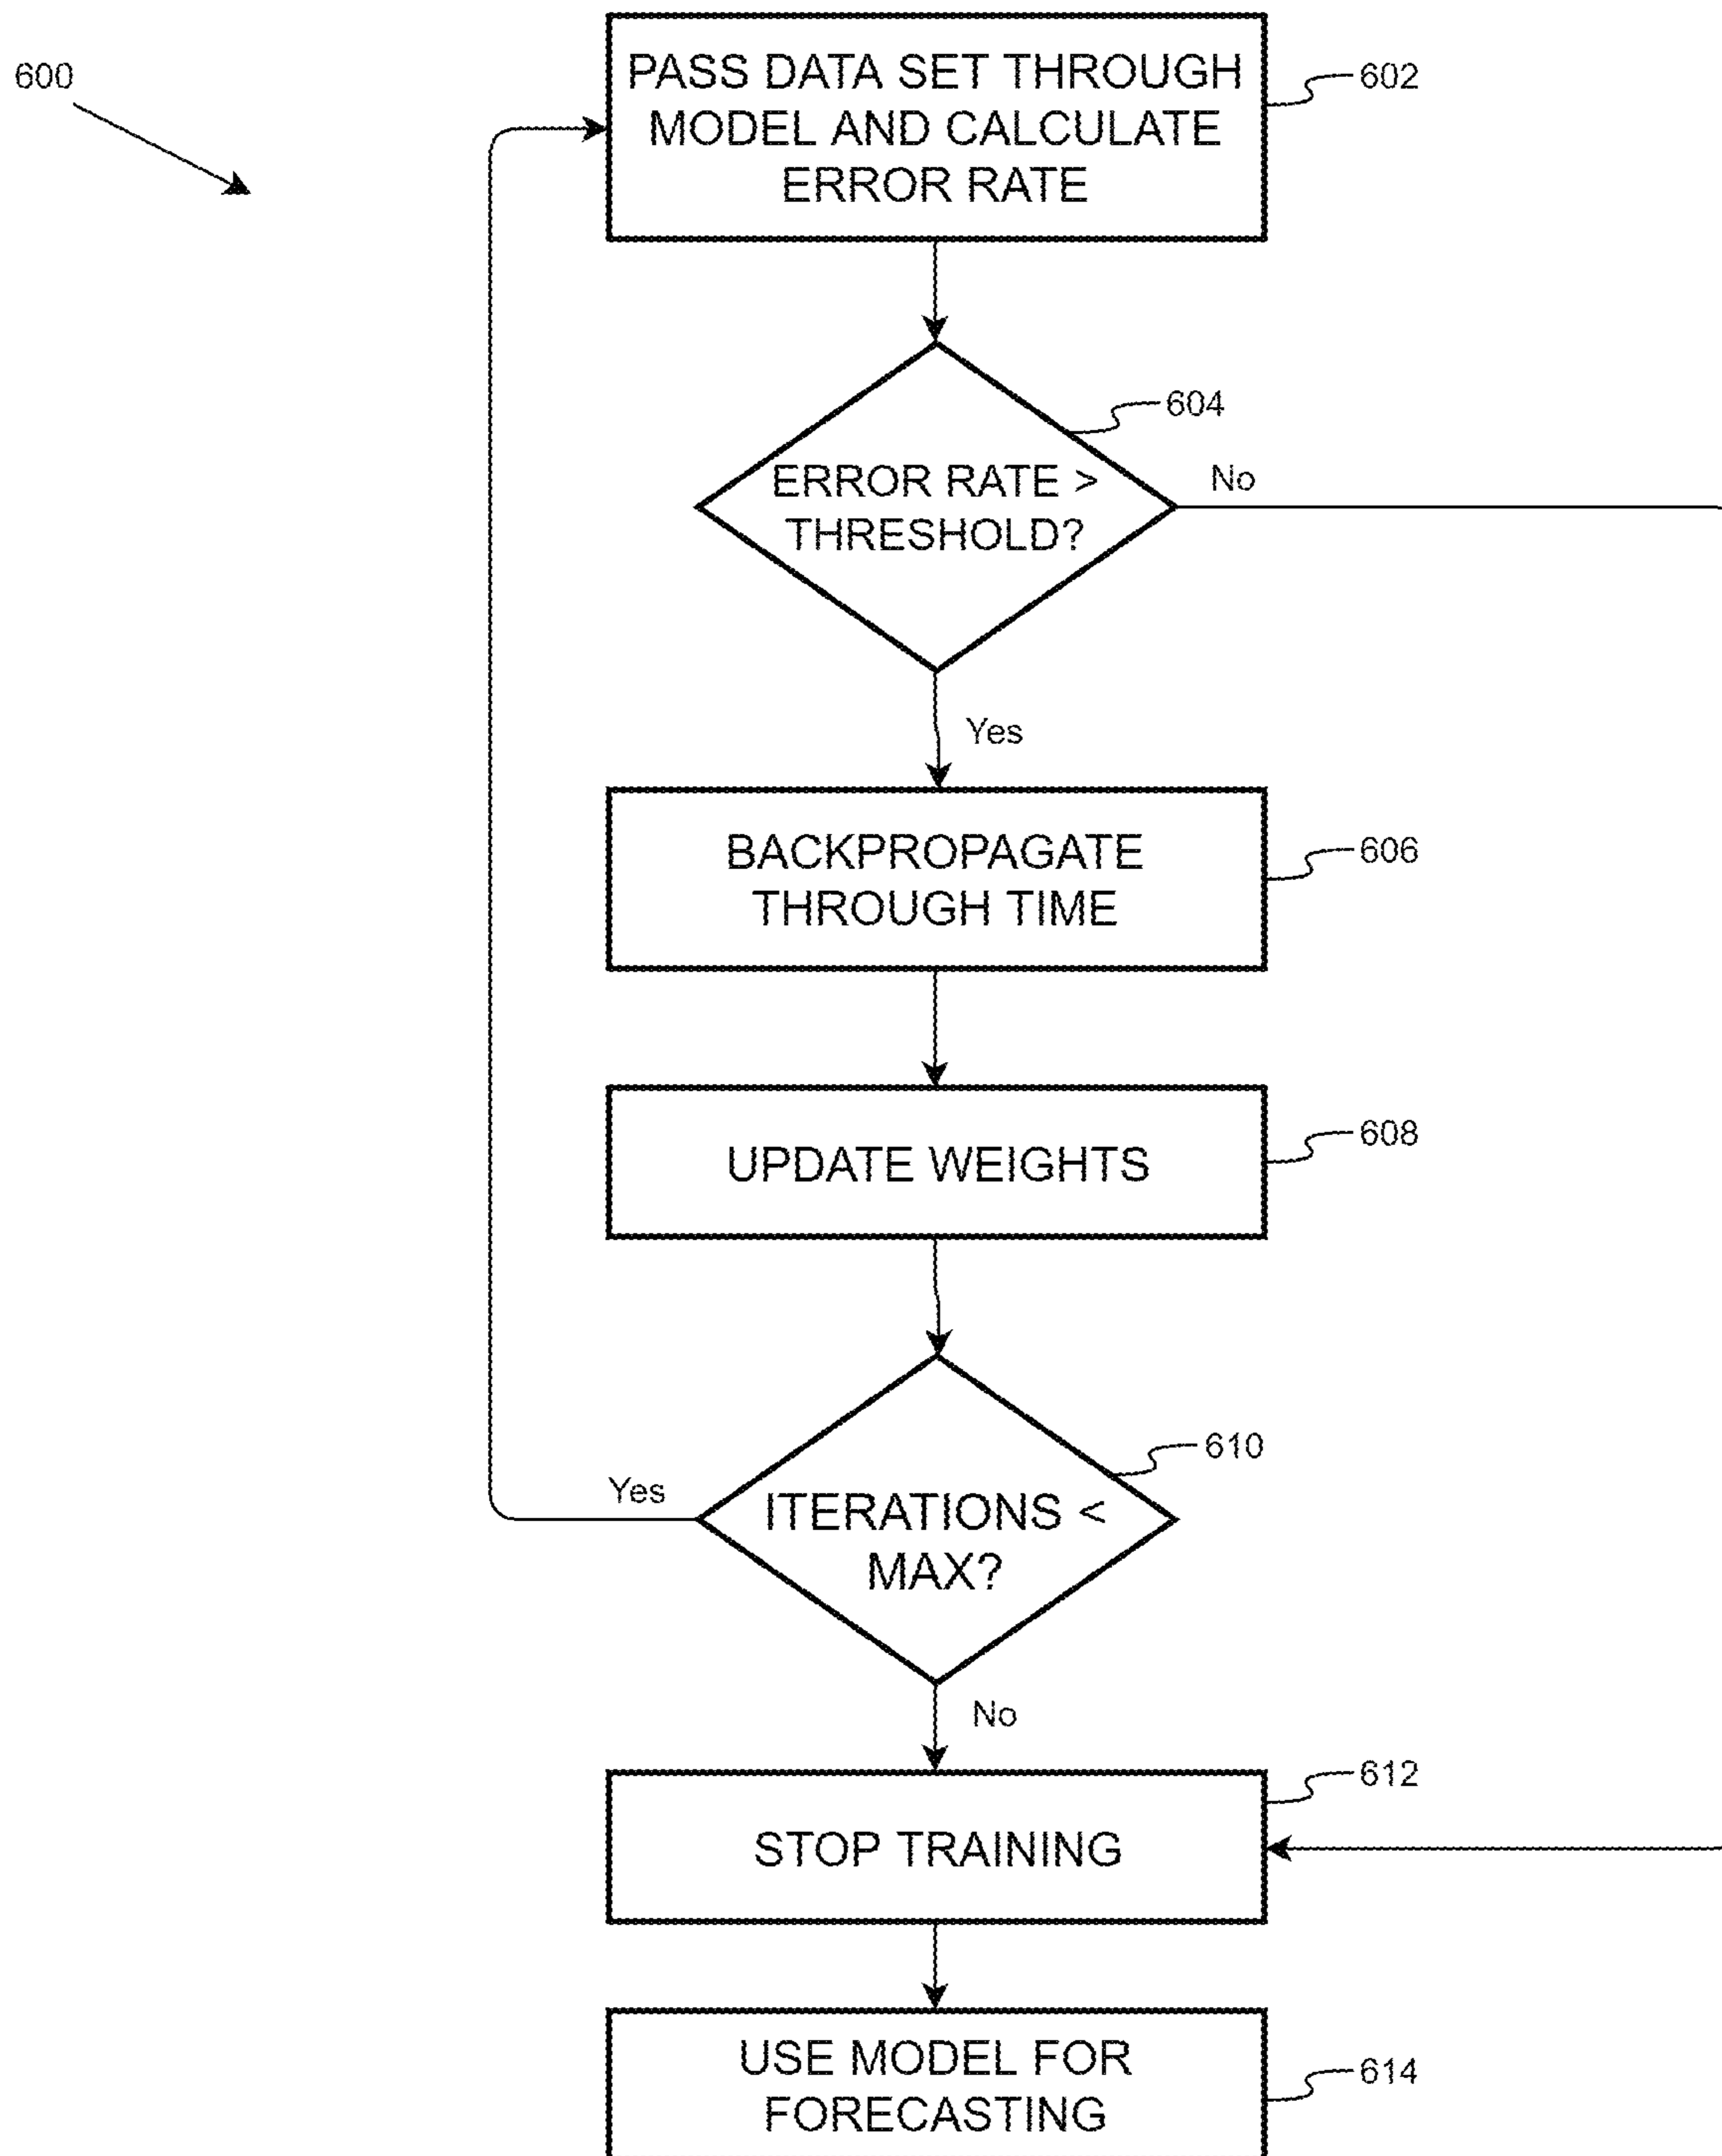 600
PASS DATA SET THROUGH
MODEL AND CALCULATE
ERROR RATE
602
604
ERROR RATE >
THRESHOLD?
No
Yes
BACKPROPAGATE
THROUGH TIME
606
UPDATE WEIGHTS
608
610
ITERATIONS <
MAX?
Yes
No
612
STOP TRAINING
USE MODEL FOR
FORECASTING
614